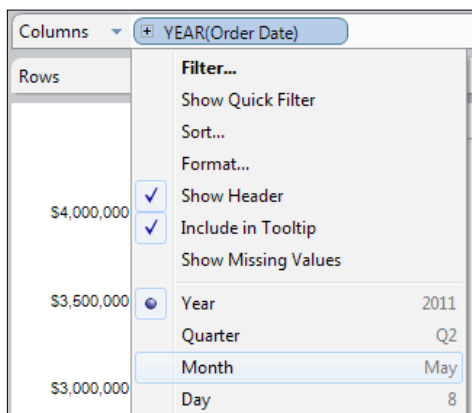 Columns YEAR(Order Date)
Rows
Filter...
Show Quick Filter
Sort...
Format...
Show Header
$4,000,000
Include in Tooltip
Show Missing Values
$3,500,000 Year 2011
Quarter Q2
Month May
$3,000,000
Day 8